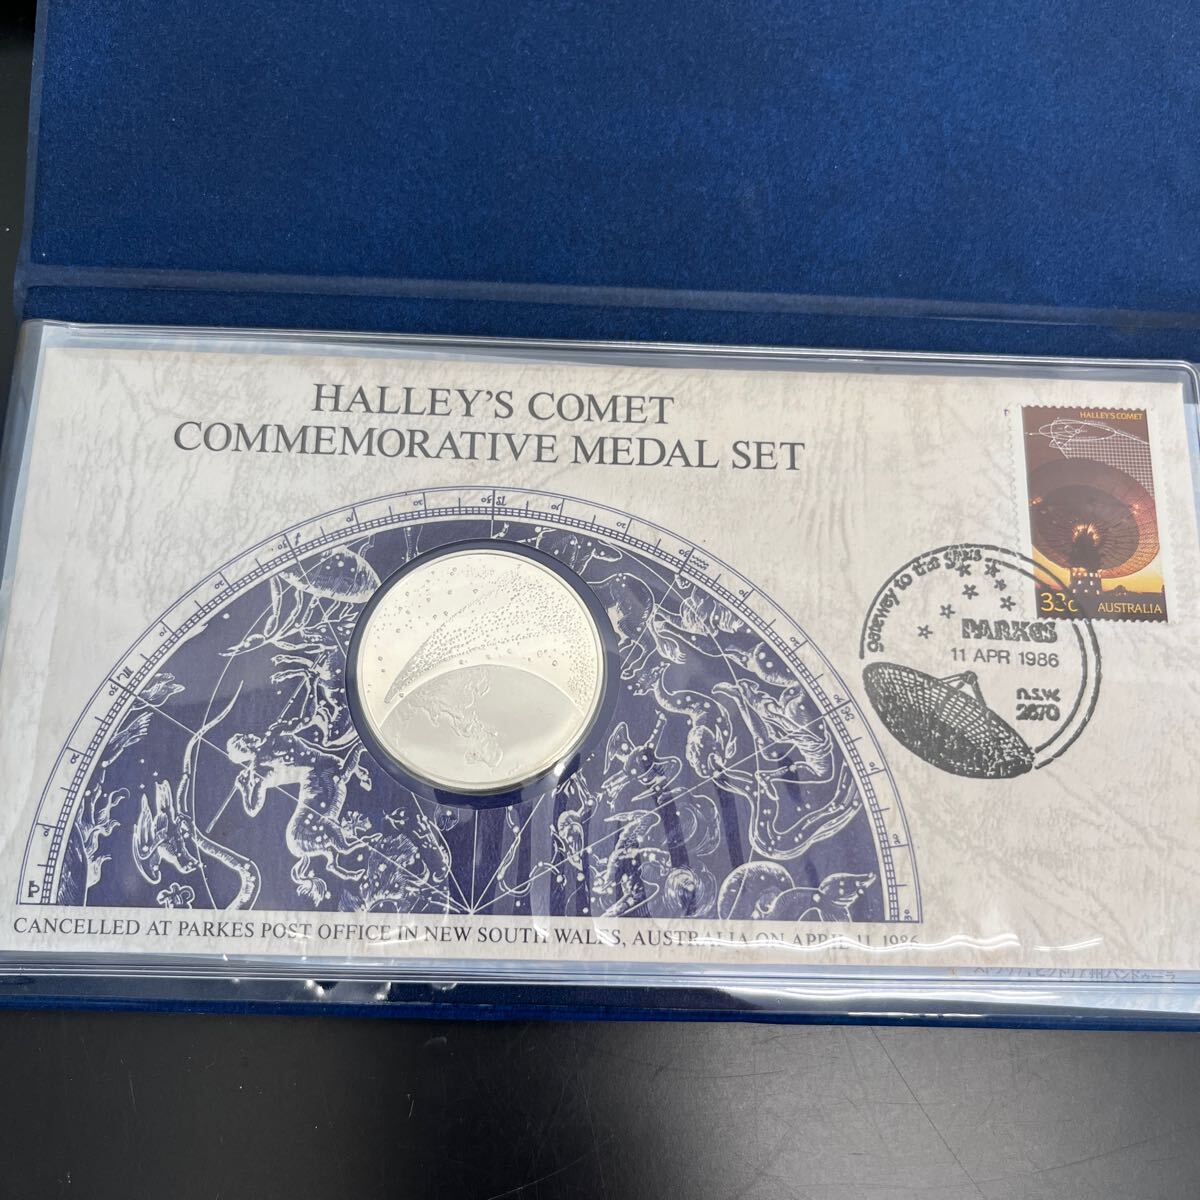 HALLEY'S COMET
COMMEMORATIVE MEDAL SET
HALLEY'S COMET
33c AUSTRALIA
gateway to the stars
PARKES
11 APR 1986
n.s.w.
2870
CANCELLED AT PARKES POST OFFICE IN NEW SOUTH WALES, AUSTRALIA ON APRIL 11, 1986